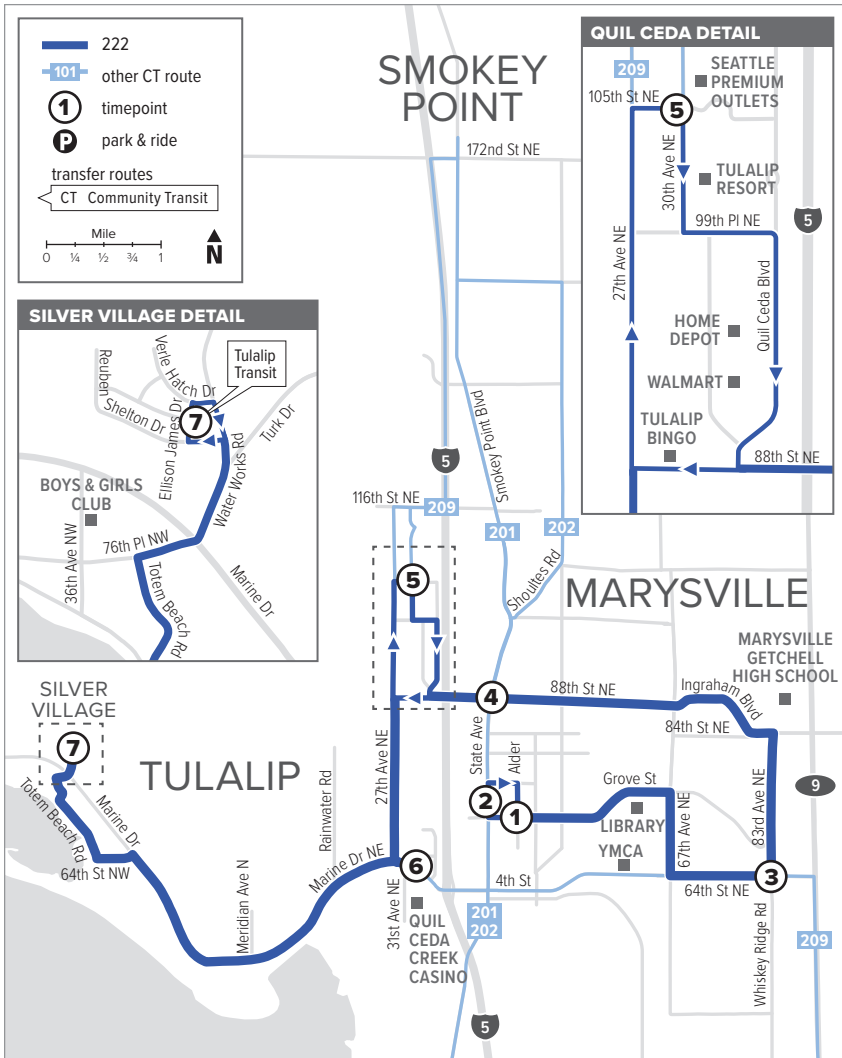 222
101 other CT route
1 timepoint
P park & ride
transfer routes
CT Community Transit
Mile
0 ¼ ½ ¾ 1
N
SMOKEY
POINT
172nd St NE
QUIL CEDA DETAIL
209
SEATTLE
PREMIUM
OUTLETS
105th St NE
5
30th Ave NE
TULALIP
RESORT
99th Pl NE
5
27th Ave NE
Quil Ceda Blvd
HOME
DEPOT
WALMART
TULALIP
BINGO
88th St NE
SILVER VILLAGE DETAIL
Verle Hatch Dr
Tulalip
Transit
Reuben
Shelton Dr
7
Ellison James Dr
Turk Dr
Water Works Rd
BOYS & GIRLS
CLUB
36th Ave NW
76th Pl NW
Totem Beach Rd
Marine Dr
5
Smokey Point Blvd
116th St NE
209
201
202
Shoultes Rd
5
MARYSVILLE
MARYSVILLE
GETCHELL
HIGH SCHOOL
4
88th St NE
Ingraham Blvd
84th St NE
SILVER
VILLAGE
7
TULALIP
27th Ave NE
State Ave
Alder
2
1
Grove St
LIBRARY
YMCA
67th Ave NE
83rd Ave NE
9
Totem Beach Rd
Marine Dr
64th St NW
Rainwater Rd
Marine Dr NE
Meridian Ave N
6
31st Ave NE
4th St
64th St NE
3
QUIL
CEDA
CREEK
CASINO
201
202
Whiskey Ridge Rd
209
5